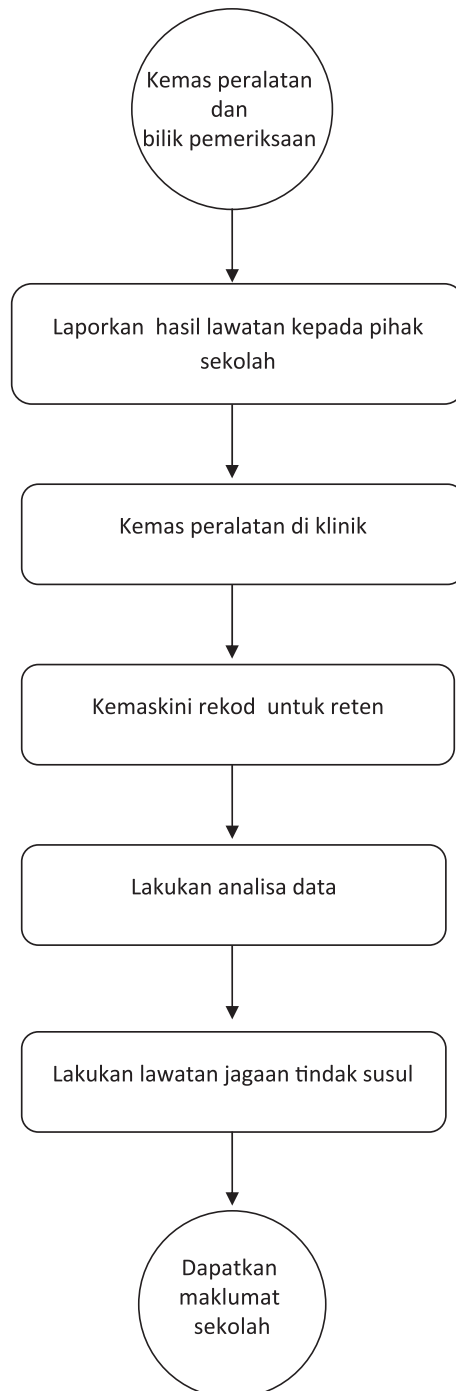 Kemas peralatan
dan
bilik pemeriksaan
Laporkan hasil lawatan kepada pihak
sekolah
Kemas peralatan di klinik
Kemaskini rekod untuk reten
Lakukan analisa data
Lakukan lawatan jagaan tindak susul
Dapatkan
maklumat
sekolah